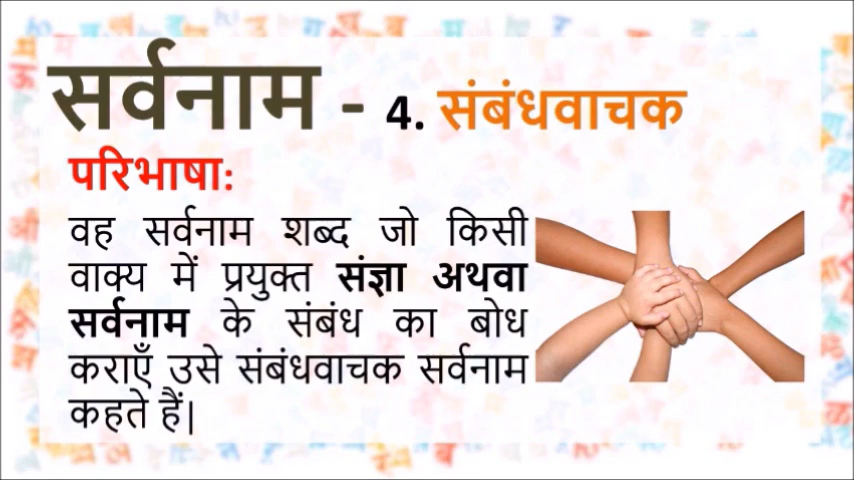 सर्वनाम - 4. संबंधवाचक
परिभाषाः
वह सर्वनाम शब्द जो किसी
वाक्य में प्रयुक्त संज्ञा अथवा
सर्वनाम के संबंध का बोध
कराएँ उसे संबंधवाचक सर्वनाम
कहते हैं।